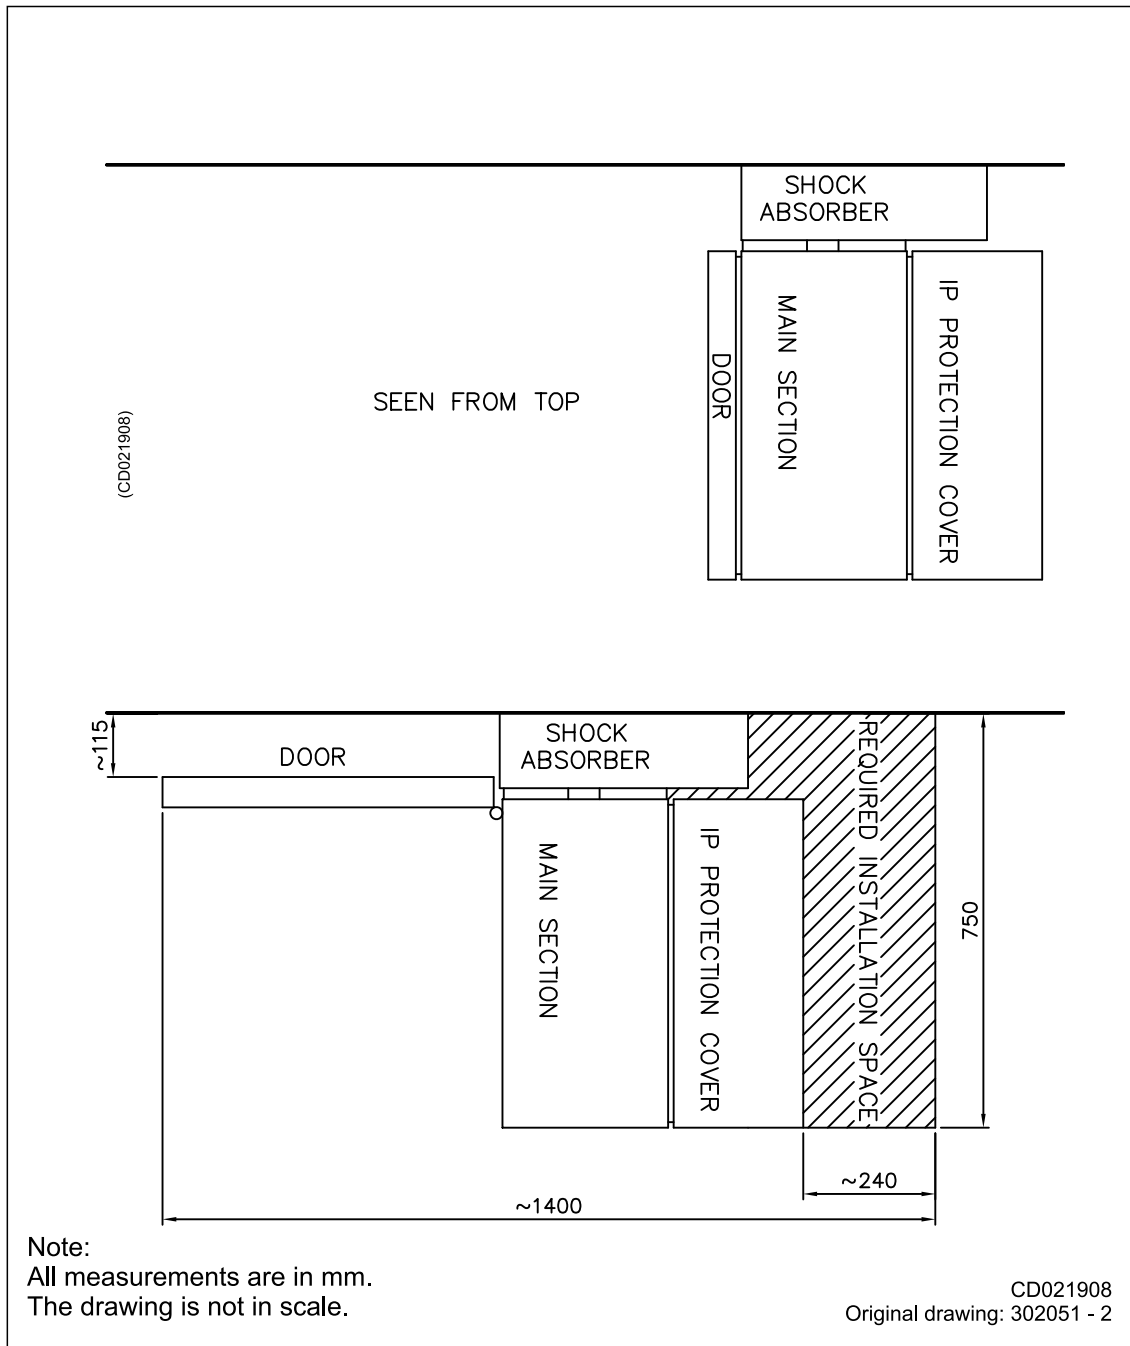 SHOCK
ABSORBER
DOOR
MAIN SECTION
IP PROTECTION COVER
SEEN FROM TOP
(CD021908)
~115
DOOR
SHOCK
ABSORBER
MAIN SECTION
IP PROTECTION COVER
REQUIRED INSTALLATION SPACE
750
~240
~1400
Note:
All measurements are in mm.
The drawing is not in scale.
CD021908
Original drawing: 302051 - 2